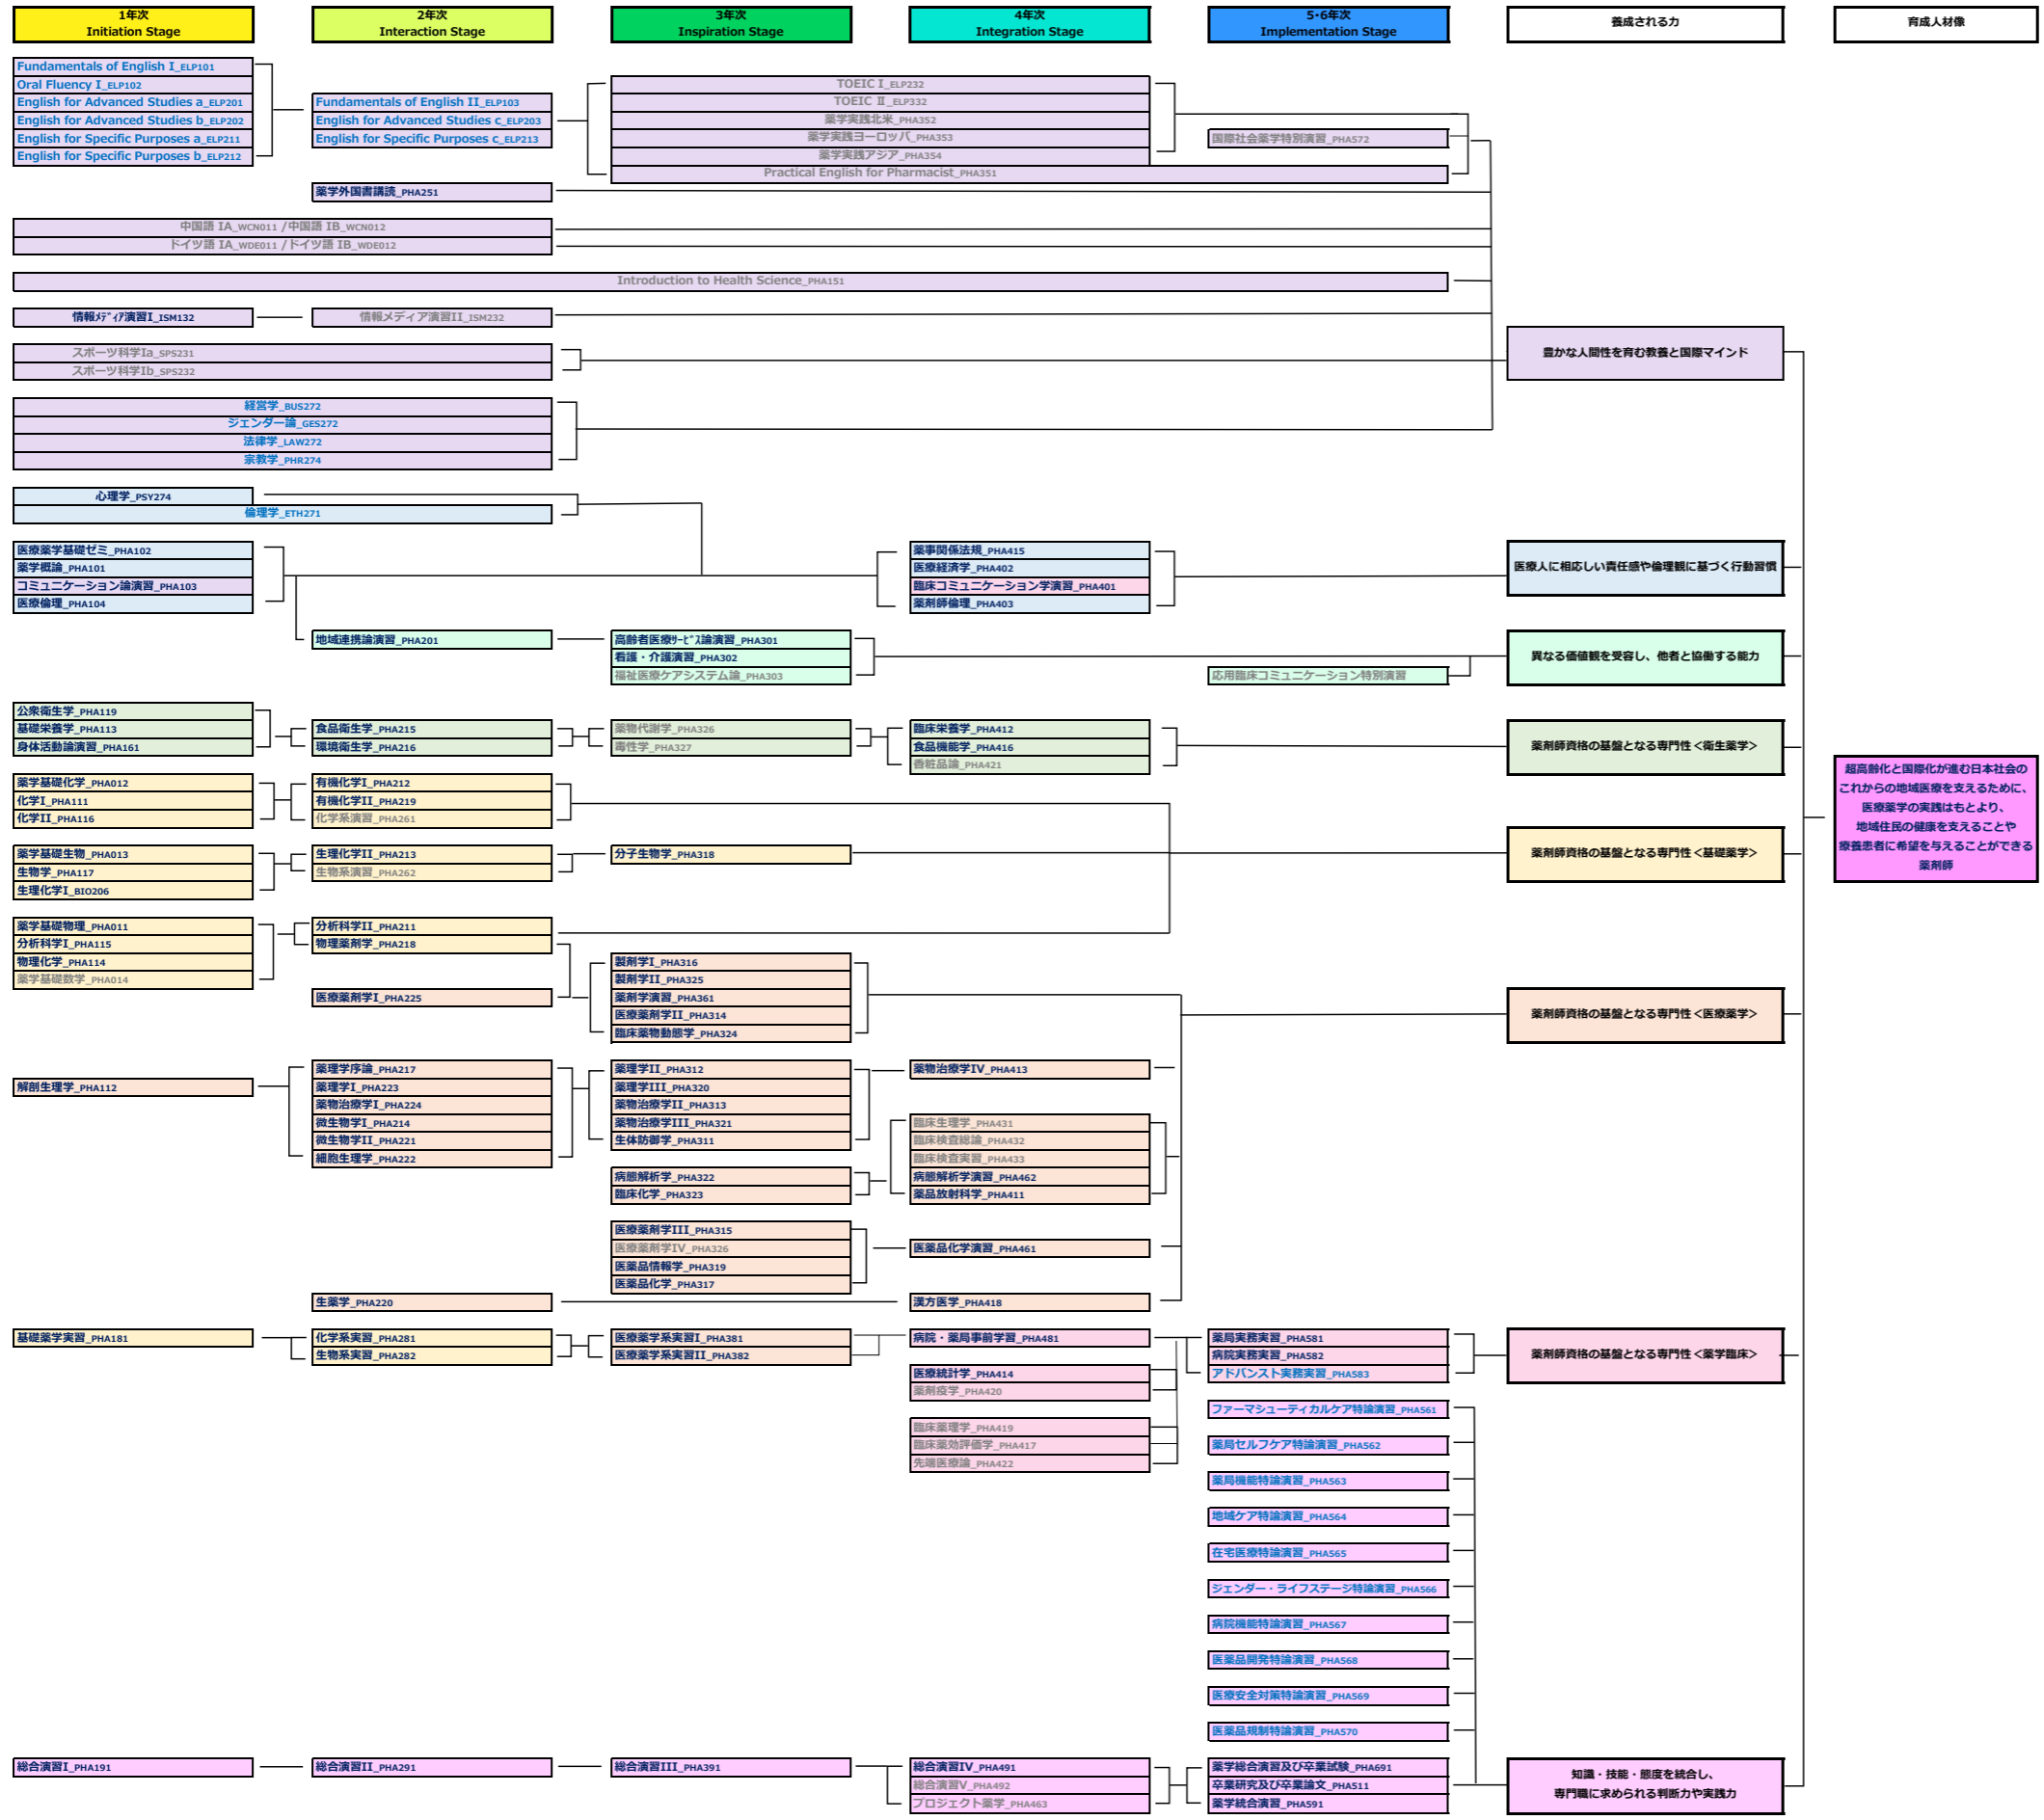 1年次
Initiation Stage
2年次
Interaction Stage
3年次
Inspiration Stage
4年次
Integration Stage
5・6年次
Implementation Stage
養成される力
育成人材像
Fundamentals of English I_ELP101
Oral Fluency I_ELP102
English for Advanced Studies a_ELP201
English for Advanced Studies b_ELP202
English for Specific Purposes a_ELP211
English for Specific Purposes b_ELP212
Fundamentals of English II_ELP103
English for Advanced Studies c_ELP203
English for Specific Purposes c_ELP213
TOEIC I_ELP232
TOEIC Ⅱ_ELP332
薬学実践北米_PHA352
薬学実践ヨーロッパ_PHA353
薬学実践アジア_PHA354
Practical English for Pharmacist_PHA351
国際社会薬学特別演習_PHA572
薬学外国書講読_PHA251
中国語 IA_WCN011 /中国語 IB_WCN012
ドイツ語 IA_WDE011 /ドイツ語 IB_WDE012
Introduction to Health Science_PHA151
情報ﾒﾃﾞｨｱ演習I_ISM132
情報メディア演習II_ISM232
スポーツ科学Ia_SPS231
スポーツ科学Ib_SPS232
豊かな人間性を育む教養と国際マインド
経営学_BUS272
ジェンダー論_GES272
法律学_LAW272
宗教学_PHR274
心理学_PSY274
倫理学_ETH271
医療薬学基礎ゼミ_PHA102
薬学概論_PHA101
コミュニケーション論演習_PHA103
医療倫理_PHA104
薬事関係法規_PHA415
医療経済学_PHA402
臨床コミュニケーション学演習_PHA401
薬剤師倫理_PHA403
医療人に相応しい責任感や倫理観に基づく行動習慣
地域連携論演習_PHA201
高齢者医療ｻｰﾋﾞｽ論演習_PHA301
看護・介護演習_PHA302
福祉医療ケアシステム論_PHA303
応用臨床コミュニケーション特別演習
異なる価値観を受容し、他者と協働する能力
公衆衛生学_PHA119
基礎栄養学_PHA113
身体活動論演習_PHA161
食品衛生学_PHA215
環境衛生学_PHA216
薬物代謝学_PHA326
毒性学_PHA327
臨床栄養学_PHA412
食品機能学_PHA416
香粧品論_PHA421
薬剤師資格の基盤となる専門性＜衛生薬学＞
薬学基礎化学_PHA012
化学I_PHA111
化学II_PHA116
有機化学I_PHA212
有機化学II_PHA219
化学系演習_PHA261
超高齢化と国際化が進む日本社会の
これからの地域医療を支えるために、
医療薬学の実践はもとより、
地域住民の健康を支えることや
療養患者に希望を与えることができる
薬剤師
薬学基礎生物_PHA013
生物学_PHA117
生理化学I_BIO206
生理化学II_PHA213
生物系演習_PHA262
分子生物学_PHA318
薬剤師資格の基盤となる専門性＜基礎薬学＞
薬学基礎物理_PHA011
分析科学I_PHA115
物理化学_PHA114
薬学基礎数学_PHA014
分析科学II_PHA211
物理薬剤学_PHA218
医療薬剤学I_PHA225
製剤学I_PHA316
製剤学II_PHA325
薬剤学演習_PHA361
医療薬剤学II_PHA314
臨床薬物動態学_PHA324
薬剤師資格の基盤となる専門性＜医療薬学＞
解剖生理学_PHA112
薬理学序論_PHA217
薬理学I_PHA223
薬物治療学I_PHA224
微生物学I_PHA214
微生物学II_PHA221
細胞生理学_PHA222
薬理学II_PHA312
薬理学III_PHA320
薬物治療学II_PHA313
薬物治療学III_PHA321
生体防御学_PHA311
薬物治療学IV_PHA413
臨床生理学_PHA431
臨床検査総論_PHA432
臨床検査実習_PHA433
病態解析学演習_PHA462
薬品放射科学_PHA411
病態解析学_PHA322
臨床化学_PHA323
医療薬剤学III_PHA315
医療薬剤学IV_PHA326
医薬品情報学_PHA319
医薬品化学_PHA317
医薬品化学演習_PHA461
生薬学_PHA220
漢方医学_PHA418
基礎薬学実習_PHA181
化学系実習_PHA281
生物系実習_PHA282
医療薬学系実習I_PHA381
医療薬学系実習II_PHA382
病院・薬局事前学習_PHA481
医療統計学_PHA414
薬剤疫学_PHA420
臨床薬理学_PHA419
臨床薬効評価学_PHA417
先端医療論_PHA422
薬局実務実習_PHA581
病院実務実習_PHA582
アドバンスト実務実習_PHA583
薬剤師資格の基盤となる専門性＜薬学臨床＞
ファーマシューティカルケア特論演習_PHA561
薬局セルフケア特論演習_PHA562
薬局機能特論演習_PHA563
地域ケア特論演習_PHA564
在宅医療特論演習_PHA565
ジェンダー・ライフステージ特論演習_PHA566
病院機能特論演習_PHA567
医薬品開発特論演習_PHA568
医療安全対策特論演習_PHA569
医薬品規制特論演習_PHA570
総合演習I_PHA191
総合演習II_PHA291
総合演習III_PHA391
総合演習IV_PHA491
総合演習V_PHA492
プロジェクト薬学_PHA463
薬学総合演習及び卒業試験_PHA691
卒業研究及び卒業論文_PHA511
薬学統合演習_PHA591
知識・技能・態度を統合し、
専門職に求められる判断力や実践力